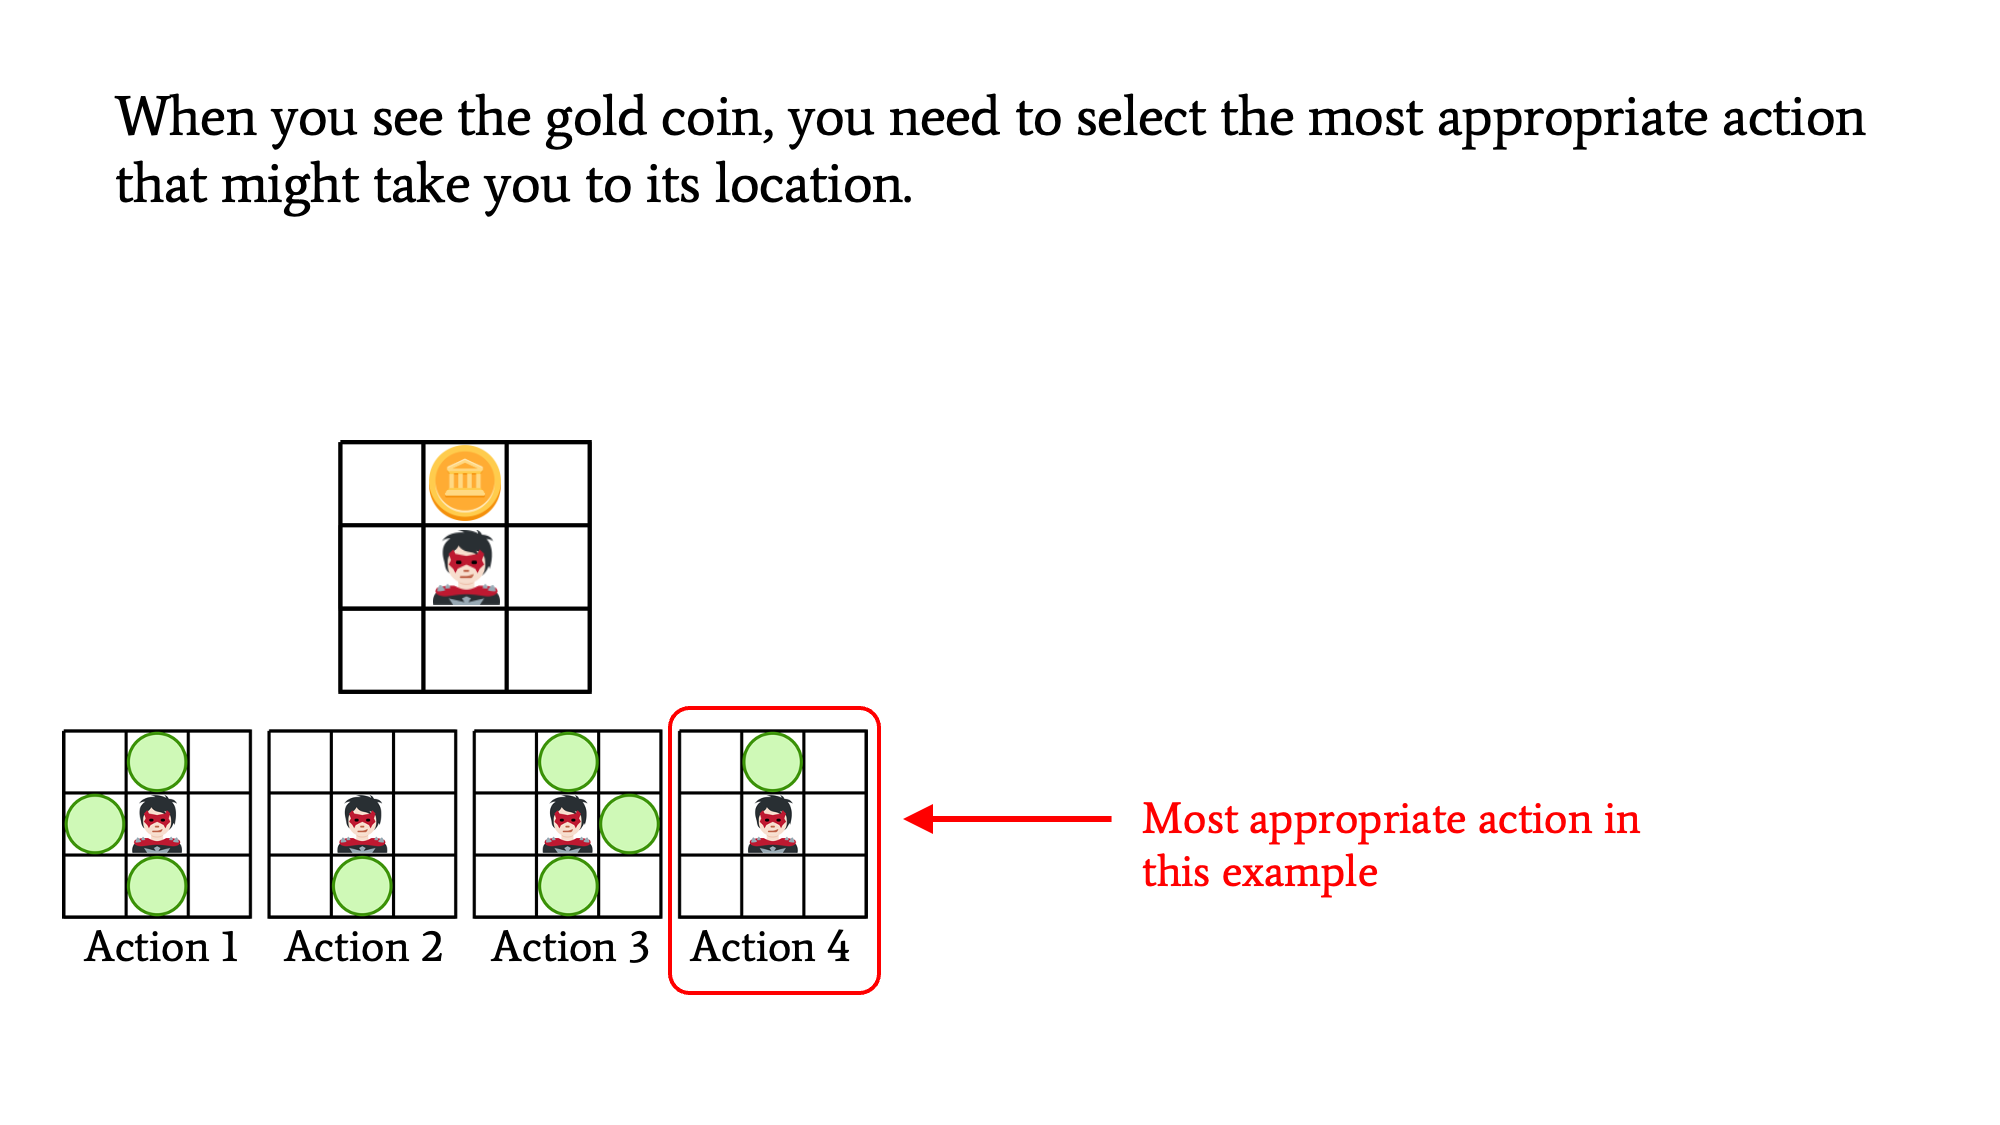 When you see the gold coin, you need to select the most appropriate action
that might take you to its location.
Action 1
Action 2
Action 3
Action 4
Most appropriate action in
this example